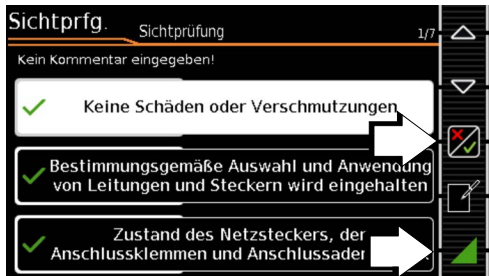 Sichtprfg.
Sichtprüfung
1/7
Kein Kommentar eingegeben!
Keine Schäden oder Verschmutzungen
Bestimmungsgemäße Auswahl und Anwendung
von Leitungen und Steckern wird eingehalten
Zustand des Netzsteckers, der
Anschlussklemmen und Anschlussader